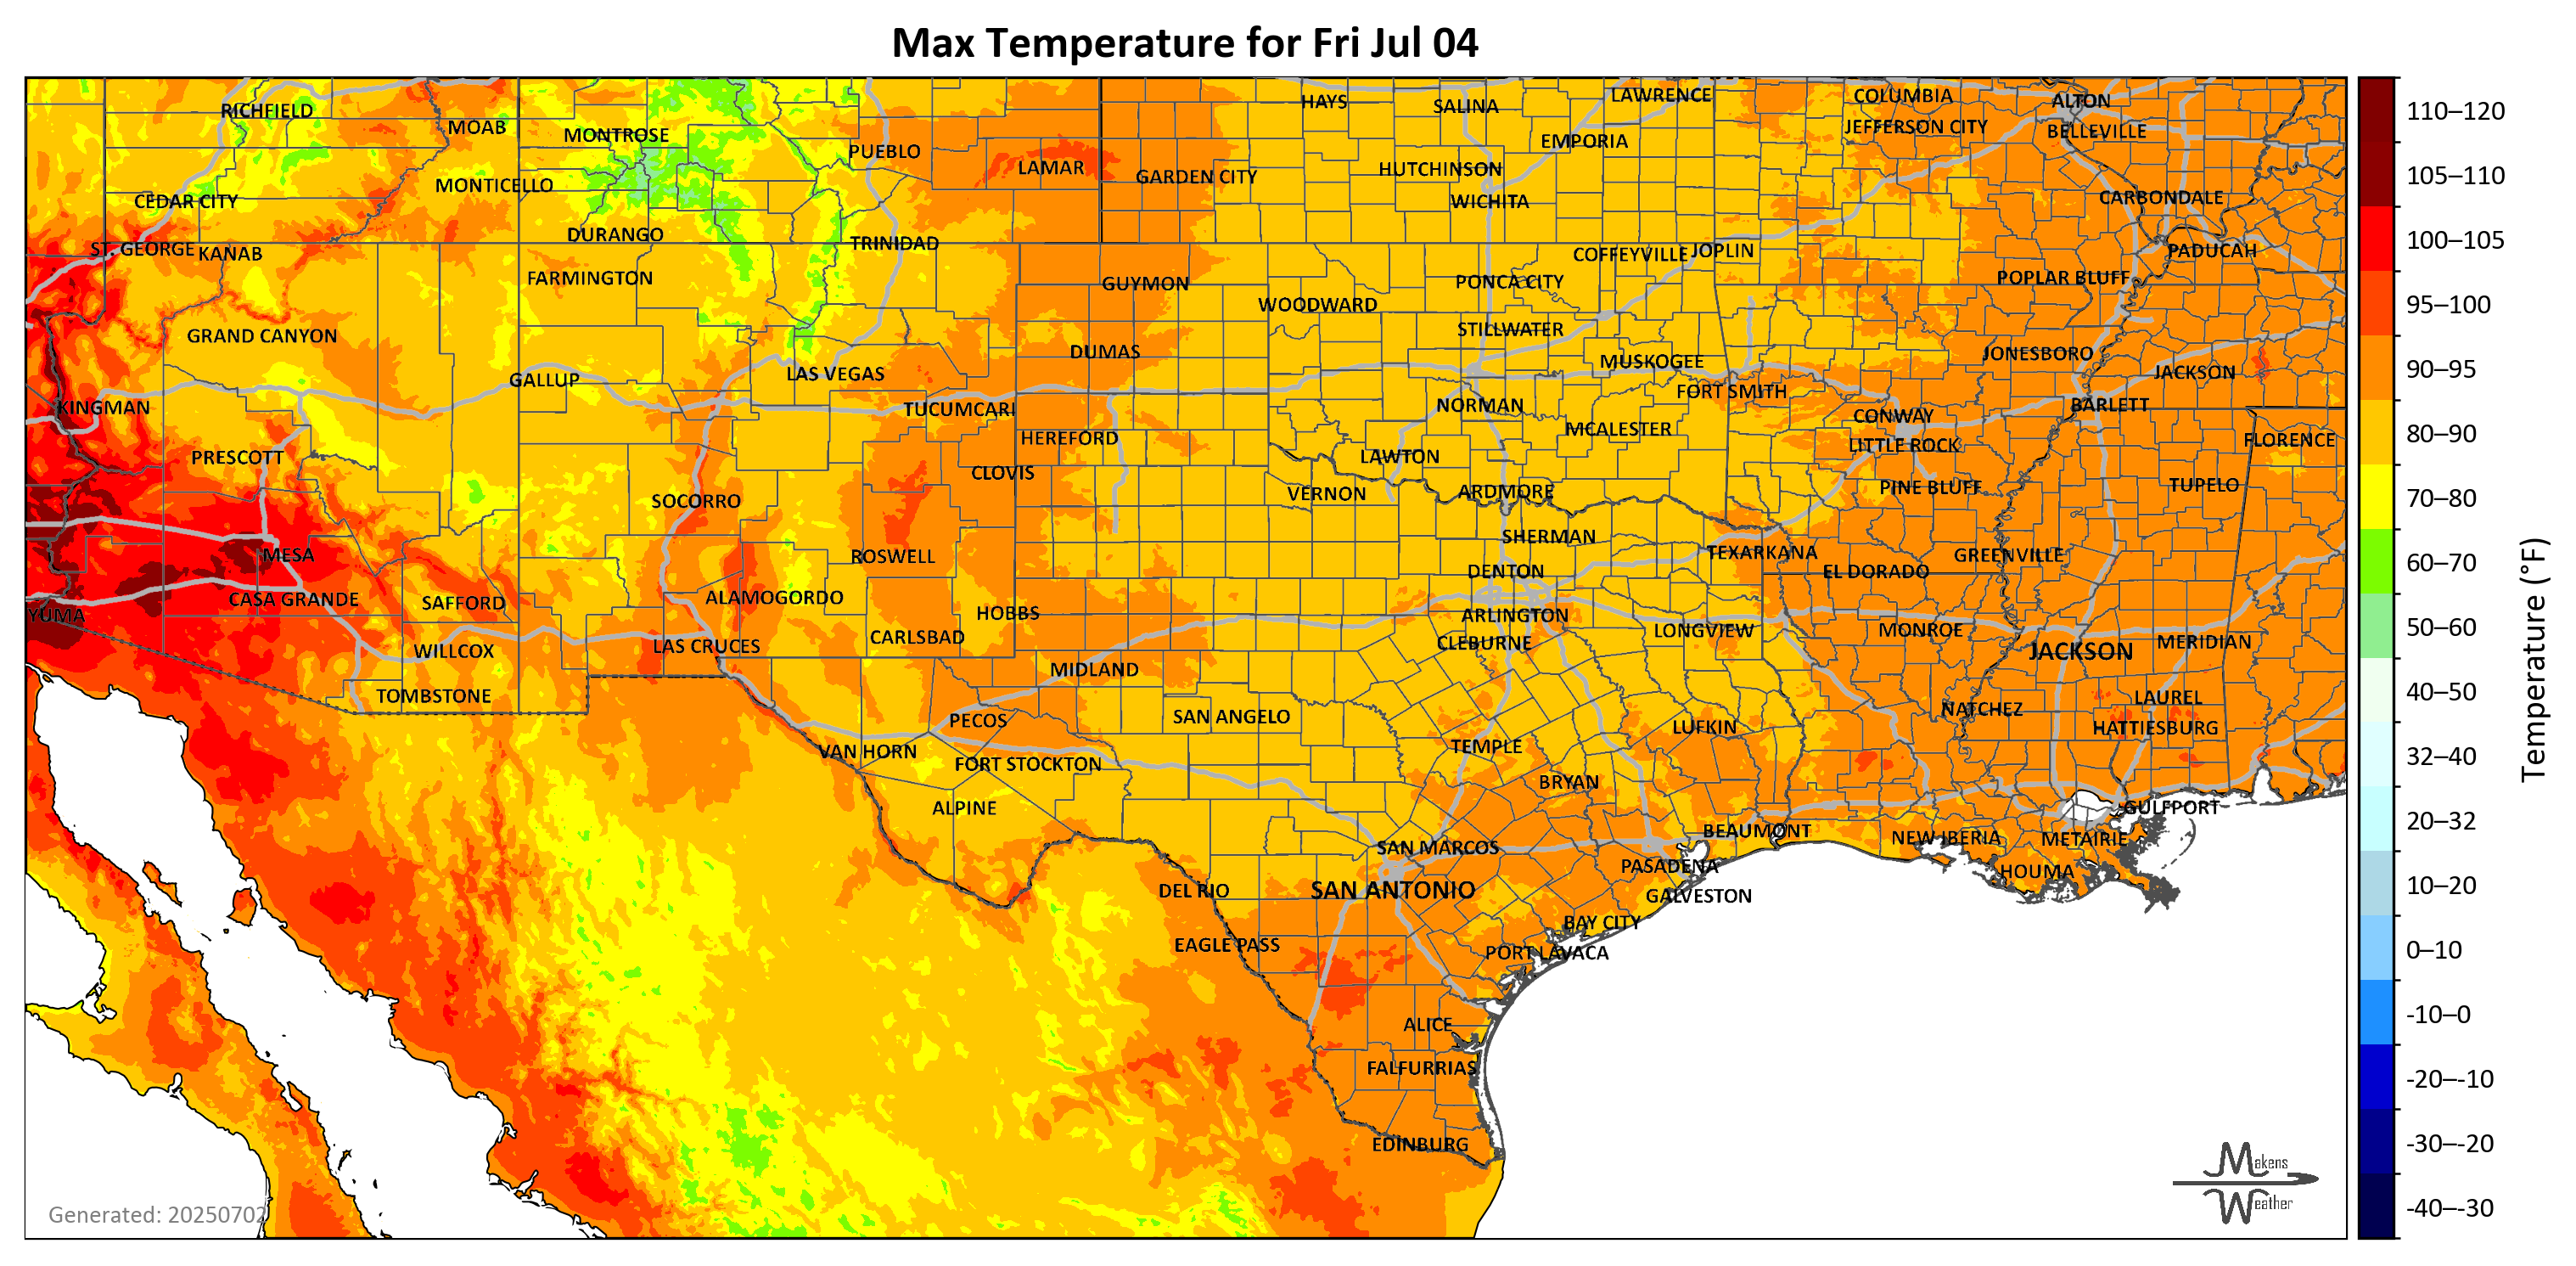 Max Temperature for Fri Jul 04
HAYS
SALINA
LAWRENCE
COLUMBIA
ALTON
RICHFIELD
MOAB
MONTROSE
EMPORIA
JEFFERSON CITY
BELLEVILLE
PUEBLO
LAMAR
GARDEN CITY
HUTCHINSON
MONTICELLO
CEDAR CITY
WICHITA
CARBONDALE
DURANGO
TRINIDAD
ST. GEORGE
KANAB
COFFEYVILLE
JOPLIN
PADUCAH
FARMINGTON
GUYMON
PONCA CITY
POPLAR BLUFF
WOODWARD
GRAND CANYON
STILLWATER
DUMAS
MUSKOGEE
JONESBORO
GALLUP
LAS VEGAS
FORT SMITH
JACKSON
KINGMAN
TUCUMCARI
NORMAN
CONWAY
BARLETT
HEREFORD
MCALESTER
LITTLE ROCK
FLORENCE
PRESCOTT
CLOVIS
LAWTON
SOCORRO
VERNON
ARDMORE
PINE BLUFF
TUPELO
MESA
ROSWELL
SHERMAN
TEXARKANA
GREENVILLE
DENTON
EL DORADO
CASA GRANDE
SAFFORD
ALAMOGORDO
HOBBS
ARLINGTON
YUMA
LAS CRUCES
CARLSBAD
CLEBURNE
LONGVIEW
MONROE
JACKSON
MERIDIAN
WILLCOX
MIDLAND
TOMBSTONE
PECOS
SAN ANGELO
LUFKIN
NATCHEZ
LAUREL
HATTIESBURG
VAN HORN
FORT STOCKTON
TEMPLE
BRYAN
ALPINE
GULFPORT
SAN MARCOS
BEAUMONT
NEW IBERIA
METAIRIE
DEL RIO
SAN ANTONIO
PASADENA
GALVESTON
HOUMA
EAGLE PASS
BAY CITY
PORT LAVACA
ALICE
FALFURRIAS
EDINBURG
Generated: 20250702
Makens
Weather
110–120
105–110
100–105
95–100
90–95
80–90
70–80
60–70
50–60
40–50
32–40
20–32
10–20
0–10
-10–0
-20–-10
-30–-20
-40–-30
Temperature (°F)